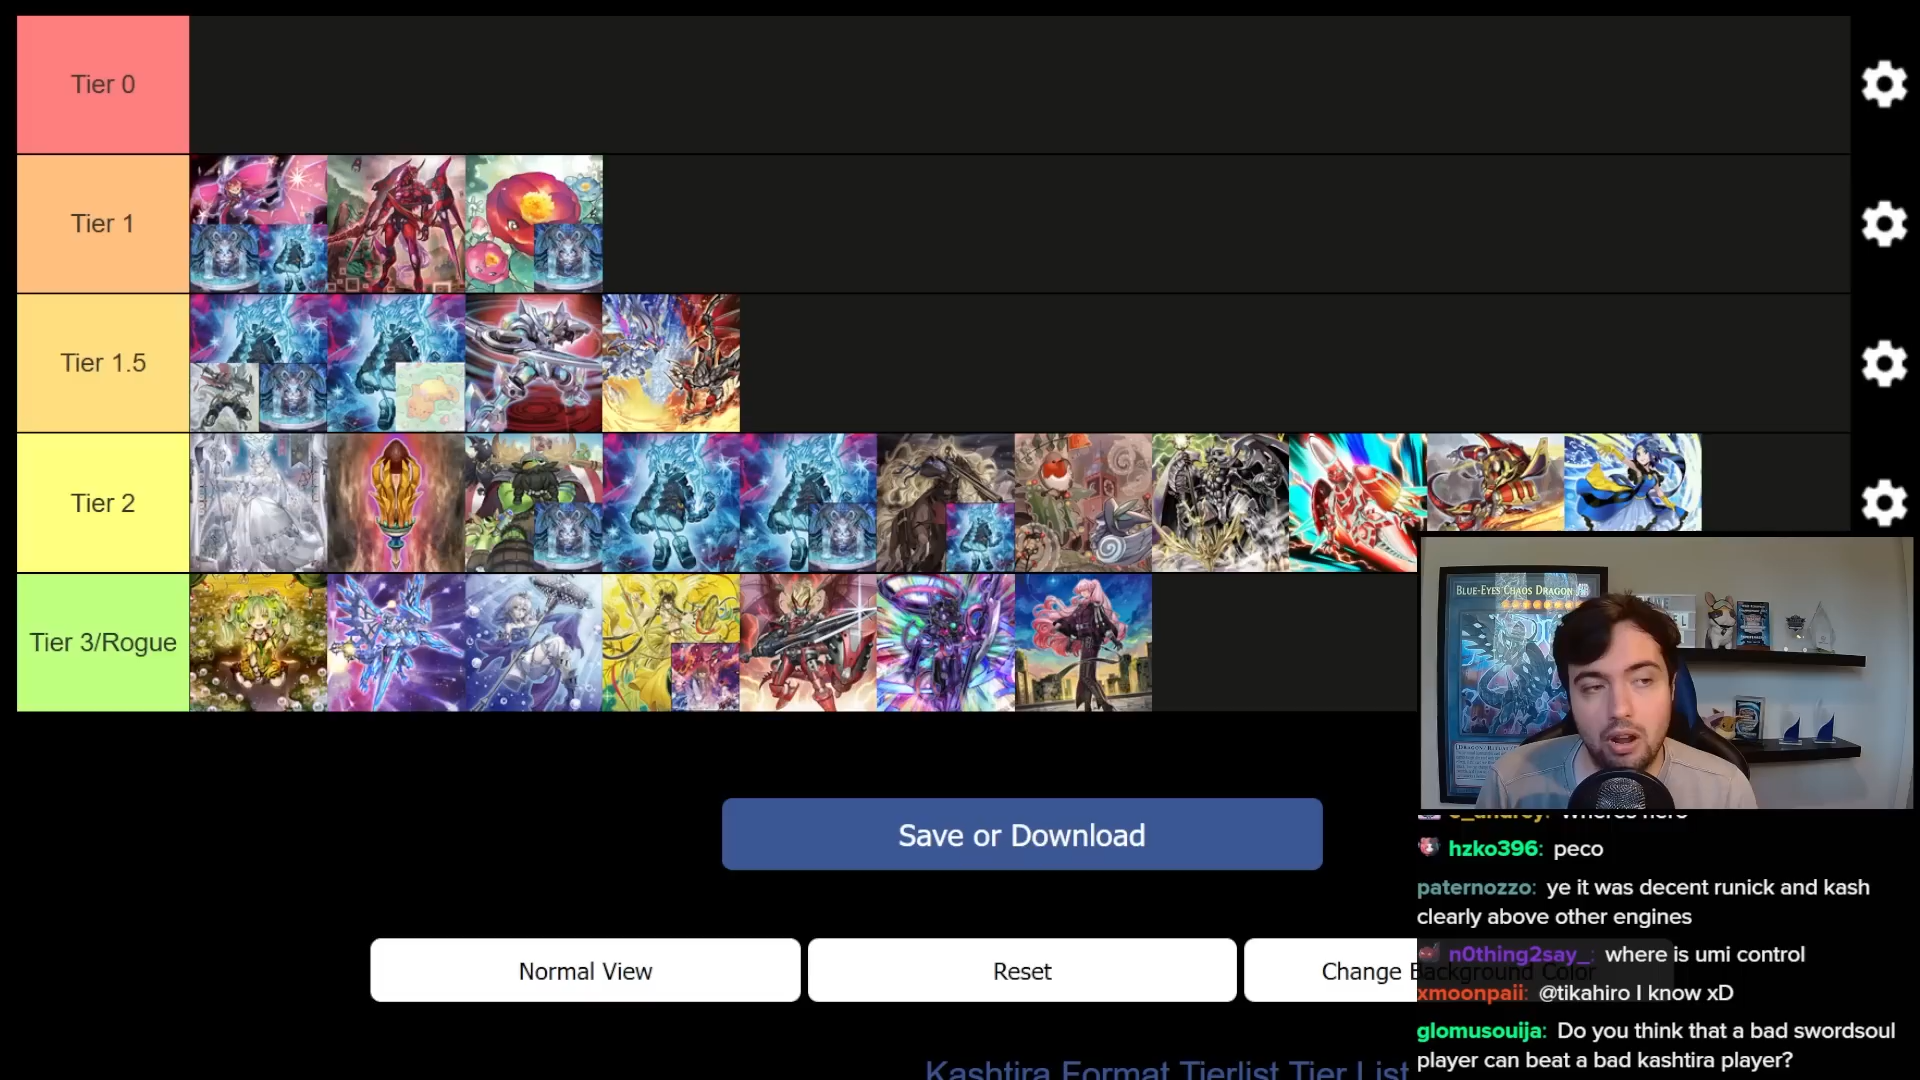 Tier 0
Tier 1
Tier 1.5
Tier 2
Tier 3/Rogue
BLUE-EYES CHAOS DRAGON
Save or Download
Normal View
Reset
Change Background Color
hzko396: peco
paternozzo: ye it was decent runick and kash
clearly above other engines
n0thing2say_: where is umi control
xmoonpaii: @tikahiro I know xD
glomusouija: Do you think that a bad swordsoul
player can beat a bad kashtira player?
Kashtira Format Tierlist Tier List